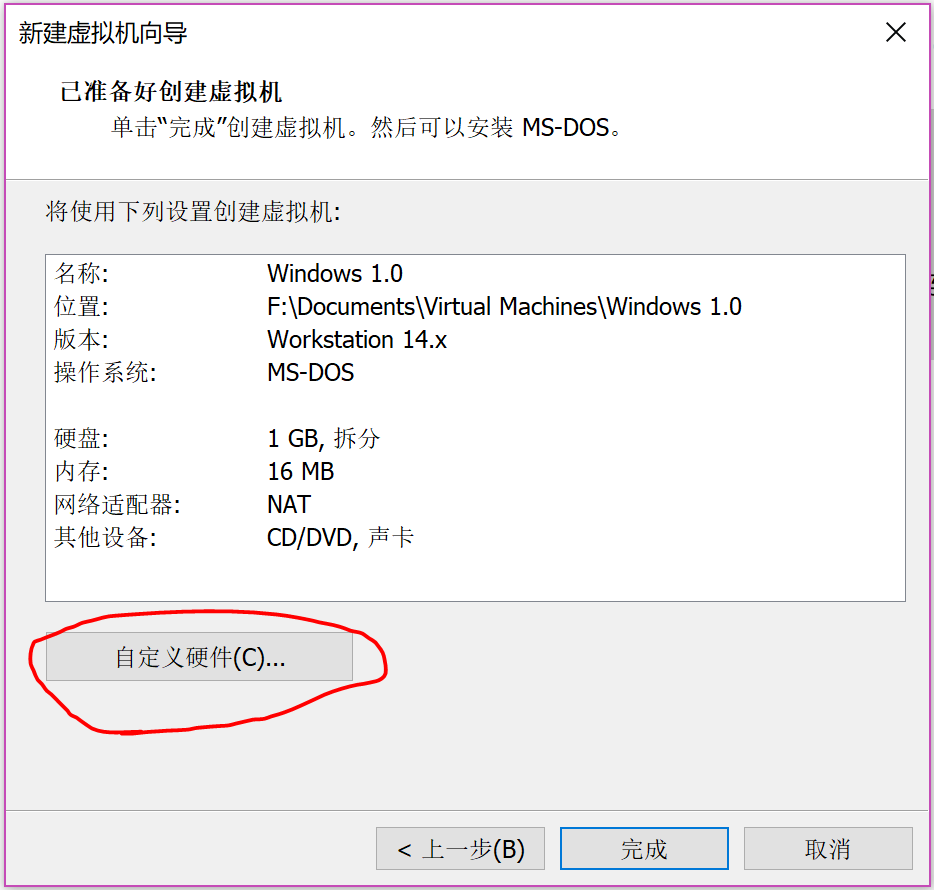 新建虚拟机向导
已准备好创建虚拟机
单击“完成”创建虚拟机。然后可以安装 MS-DOS。
将使用下列设置创建虚拟机:
名称: Windows 1.0
位置: F:\Documents\Virtual Machines\Windows 1.0
版本: Workstation 14.x
操作系统: MS-DOS
硬盘: 1 GB, 拆分
内存: 16 MB
网络适配器: NAT
其他设备: CD/DVD, 声卡
自定义硬件(C)...
< 上一步(B) 完成 取消